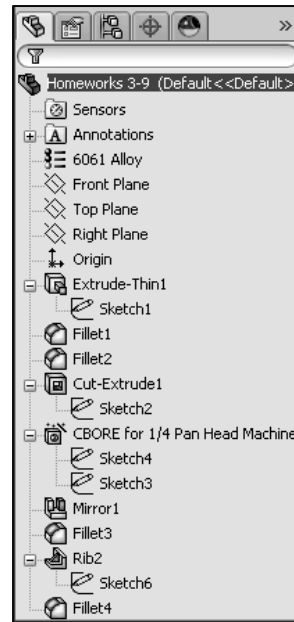 »
Homeworks 3-9 (Default<<Default>
Sensors
A Annotations
6061 Alloy
Front Plane
Top Plane
Right Plane
Origin
Extrude-Thin1
Sketch1
Fillet1
Fillet2
Cut-Extrude1
Sketch2
CBORE for 1/4 Pan Head Machine
Sketch4
Sketch3
Mirror1
Fillet3
Rib2
Sketch6
Fillet4